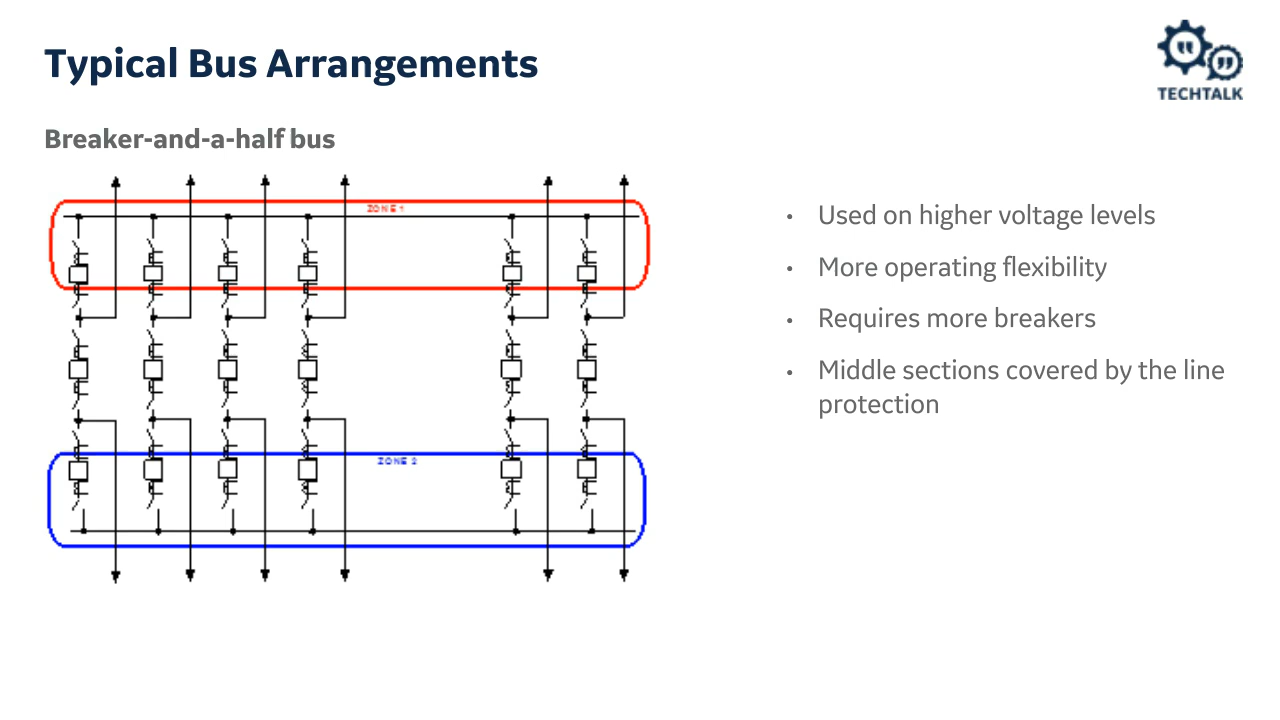 Typical Bus Arrangements
TECHTALK
Breaker-and-a-half bus
ZONE 1
ZONE 2
• Used on higher voltage levels
• More operating flexibility
• Requires more breakers
• Middle sections covered by the line
protection